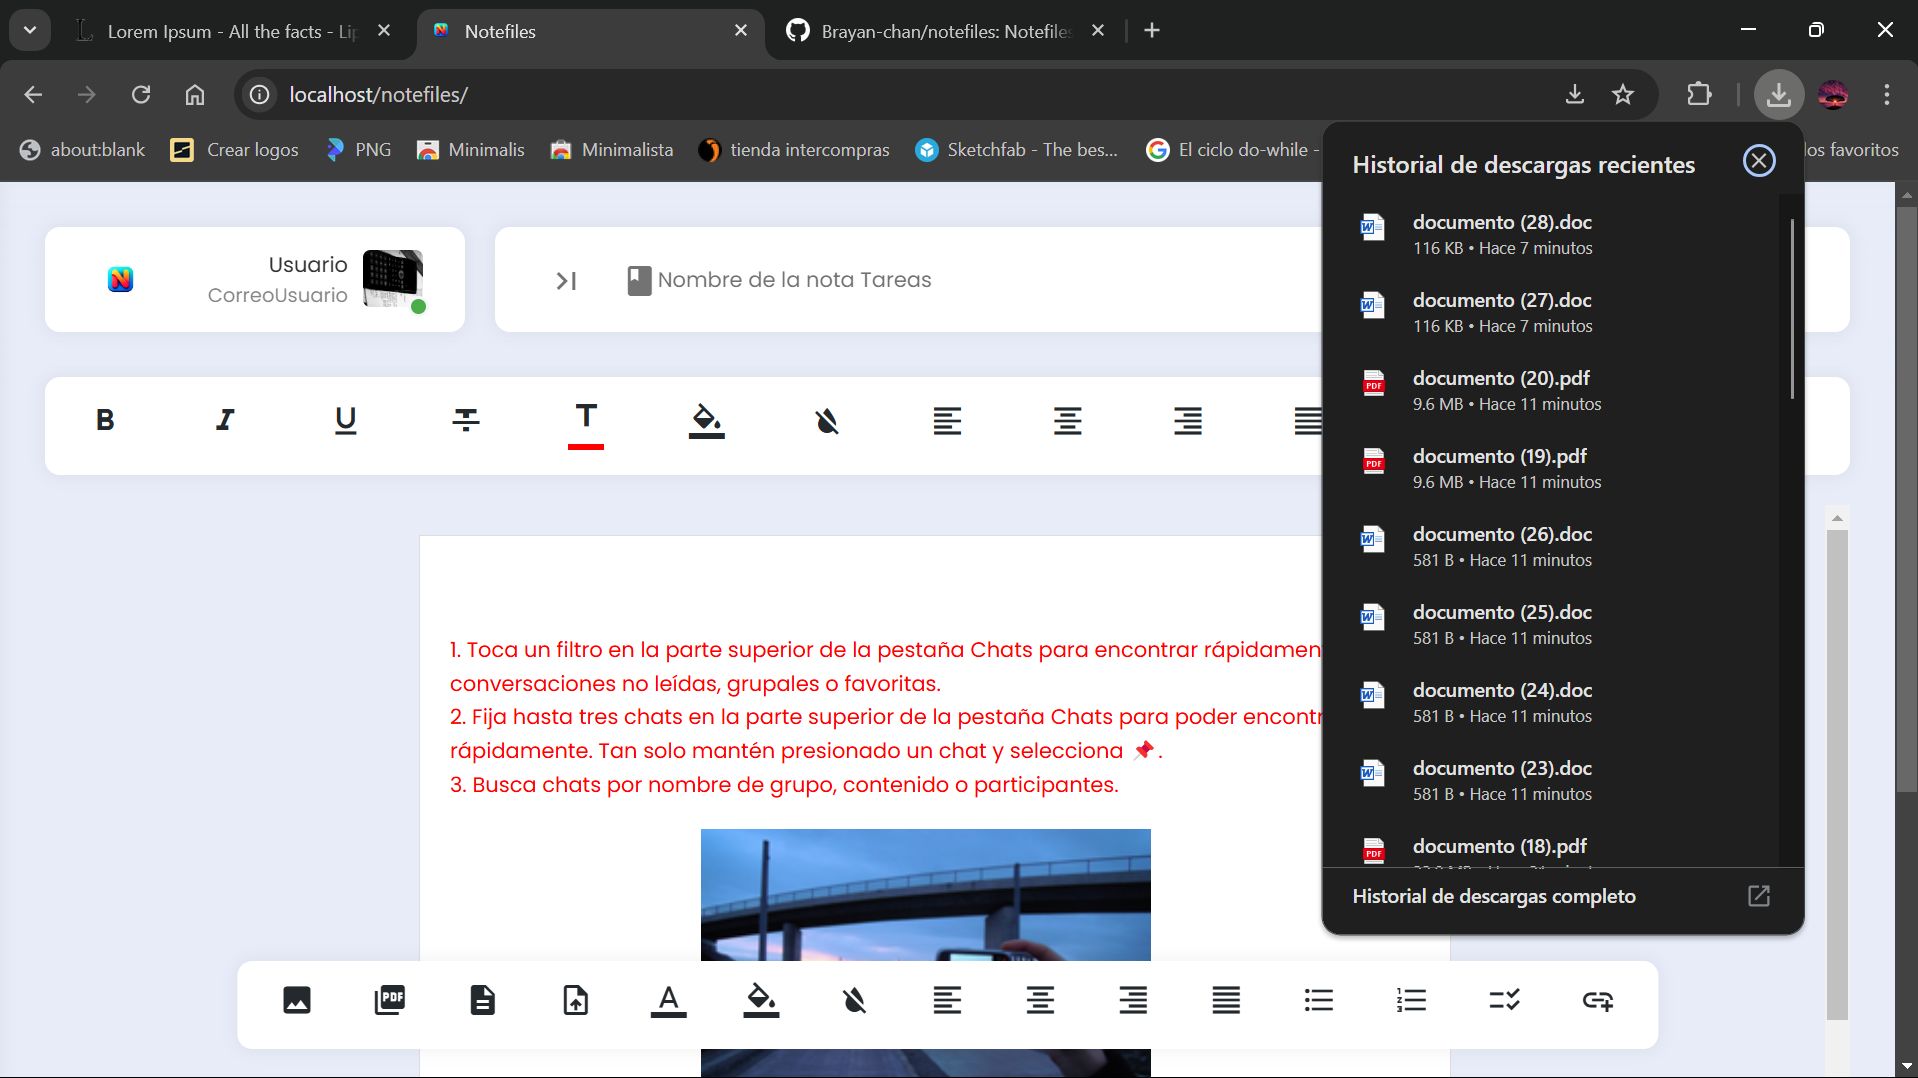 Lorem Ipsum - All the facts - Lip
Notefiles
Brayan-chan/notefiles: Notefiles
localhost/notefiles/
about:blank
Crear logos
PNG
Minimalis
Minimalista
tienda intercompras
Sketchfab - The bes...
El ciclo do-while -
los favoritos
Usuario
CorreoUsuario
Nombre de la nota Tareas
Historial de descargas recientes
documento (28).doc
116 KB • Hace 7 minutos
documento (27).doc
116 KB • Hace 7 minutos
documento (20).pdf
9.6 MB • Hace 11 minutos
documento (19).pdf
9.6 MB • Hace 11 minutos
documento (26).doc
581 B • Hace 11 minutos
documento (25).doc
581 B • Hace 11 minutos
documento (24).doc
581 B • Hace 11 minutos
documento (23).doc
581 B • Hace 11 minutos
documento (18).pdf
Historial de descargas completo
1. Toca un filtro en la parte superior de la pestaña Chats para encontrar rápidamen
conversaciones no leídas, grupales o favoritas.
2. Fija hasta tres chats en la parte superior de la pestaña Chats para poder encontr
rápidamente. Tan solo mantén presionado un chat y selecciona 📌.
3. Busca chats por nombre de grupo, contenido o participantes.